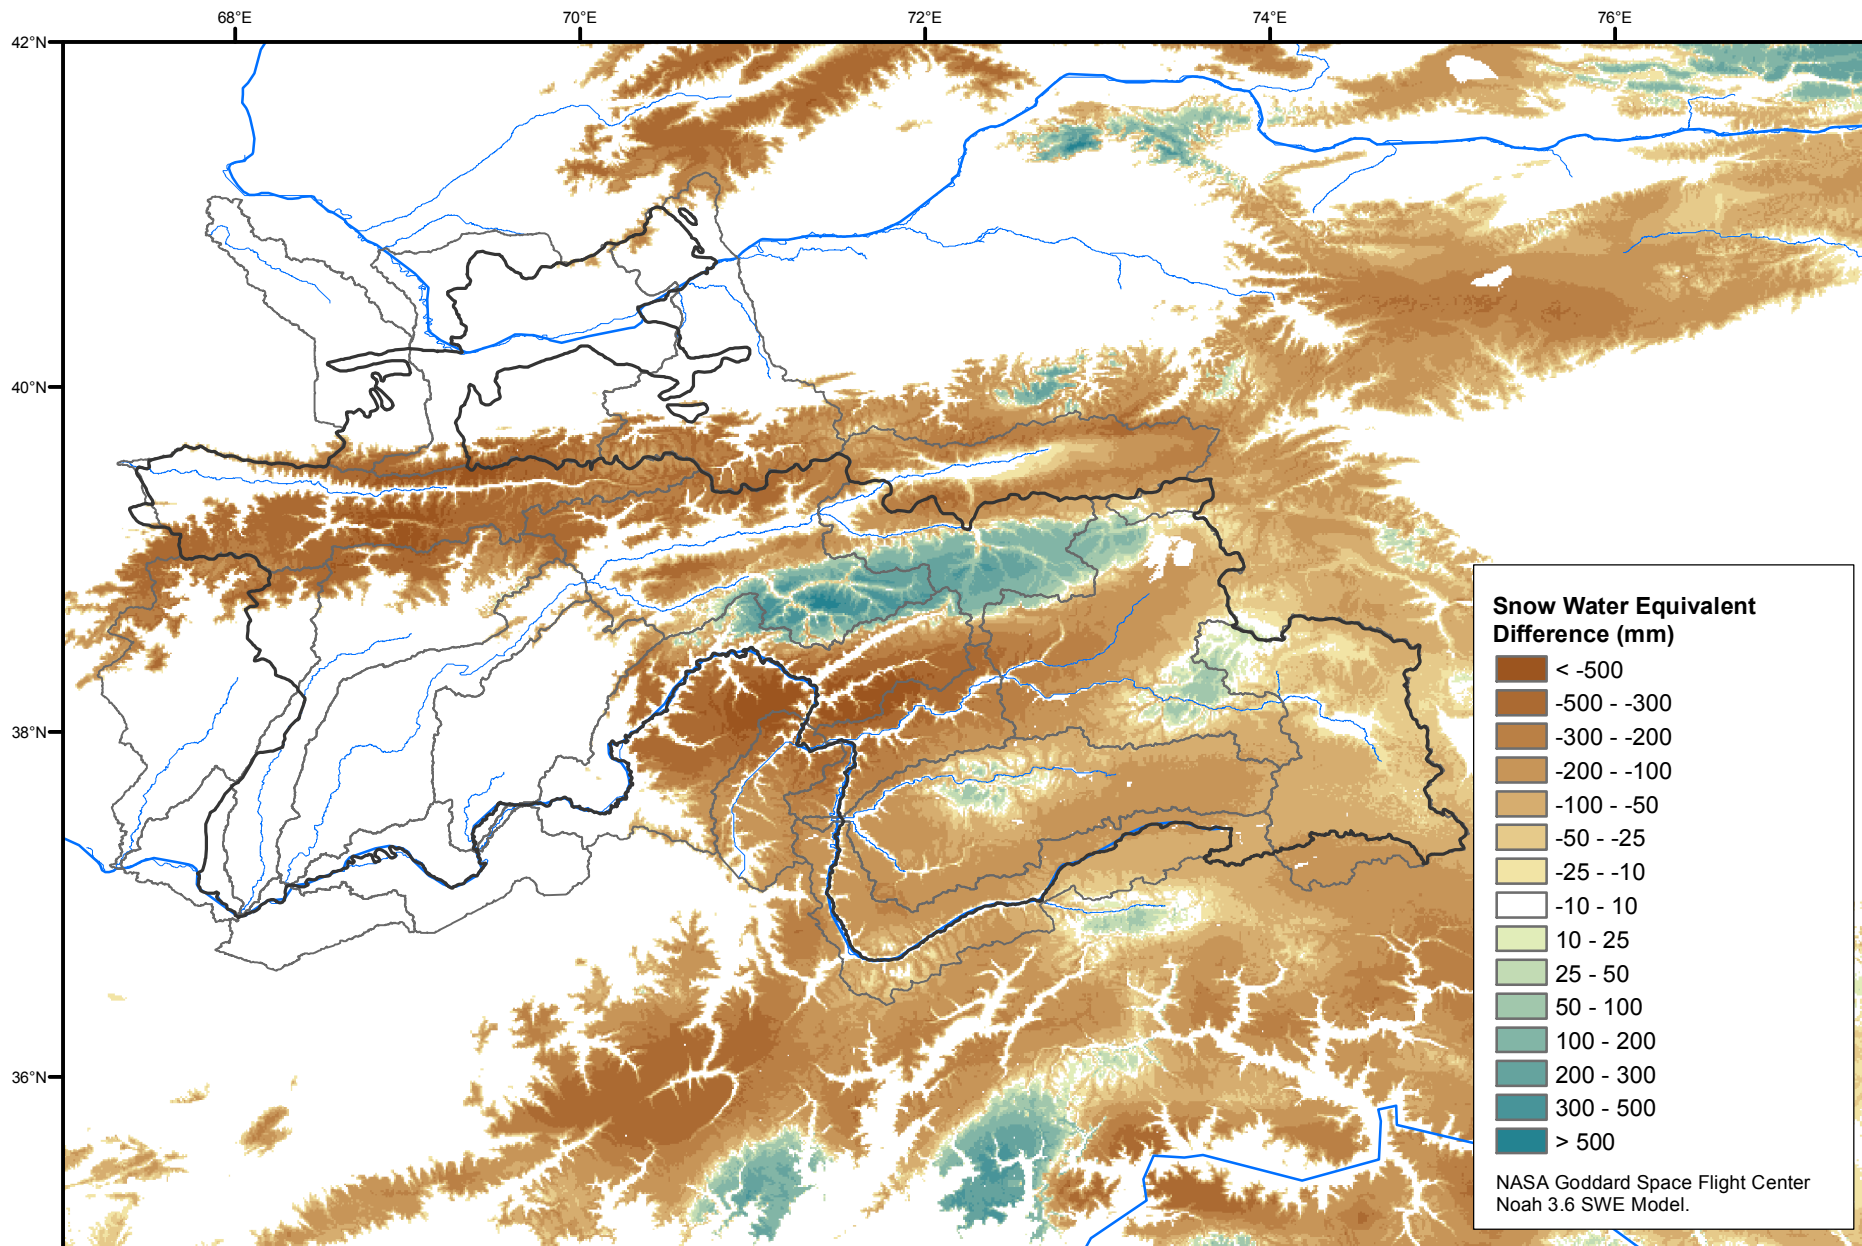 68°E
70°E
72°E
74°E
76°E
42°N
40°N
38°N
36°N
Snow Water Equivalent
Difference (mm)
< -500
-500 - -300
-300 - -200
-200 - -100
-100 - -50
-50 - -25
-25 - -10
-10 - 10
10 - 25
25 - 50
50 - 100
100 - 200
200 - 300
300 - 500
> 500
NASA Goddard Space Flight Center
Noah 3.6 SWE Model.